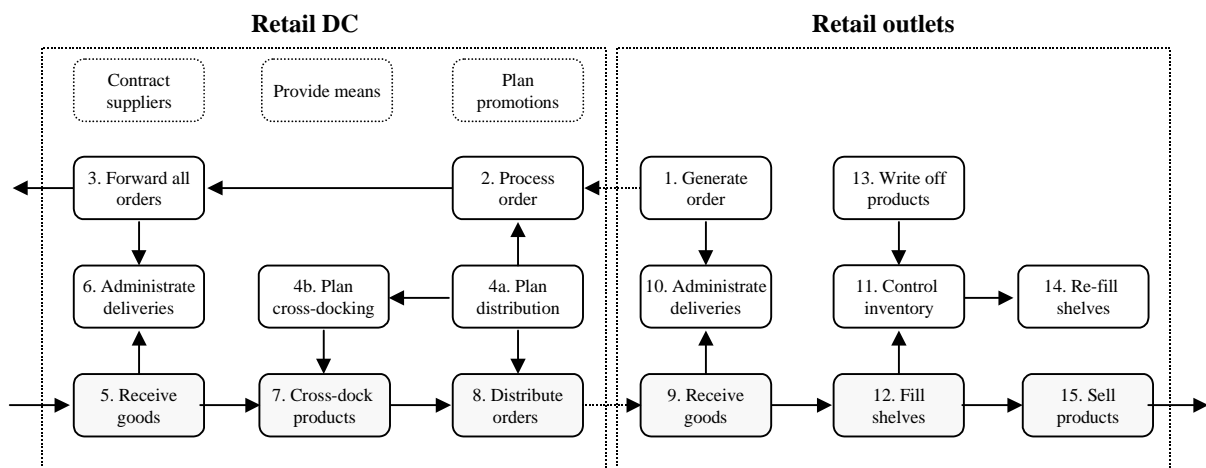 Retail DC
Retail outlets
Contract
suppliers
Provide means
Plan
promotions
3. Forward all
orders
2. Process
order
1. Generate
order
13. Write off
products
6. Administrate
deliveries
4b. Plan
cross-docking
4a. Plan
distribution
10. Administrate
deliveries
11. Control
inventory
14. Re-fill
shelves
5. Receive
goods
7. Cross-dock
products
8. Distribute
orders
9. Receive
goods
12. Fill
shelves
15. Sell
products